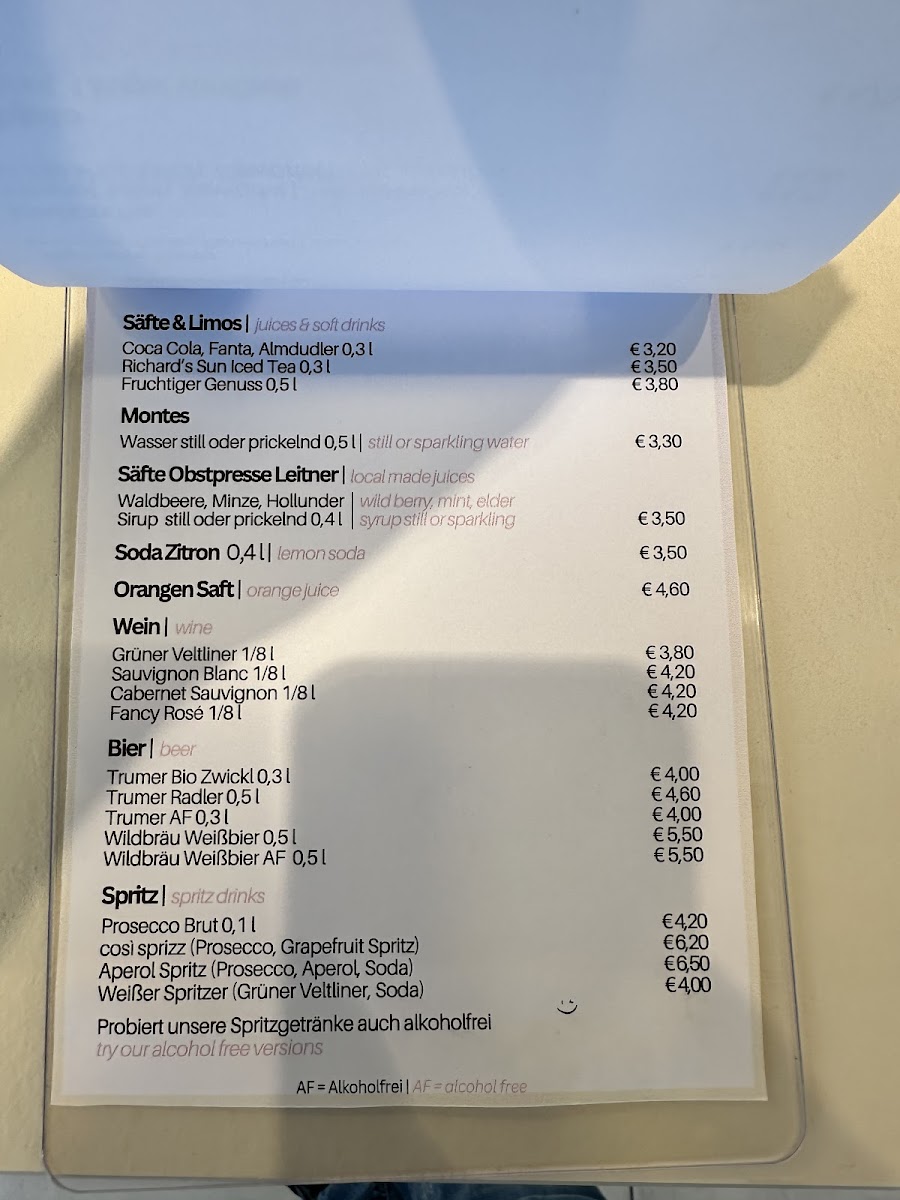 Säfte & Limos | juices & soft drinks
Coca Cola, Fanta, Almdudler 0,3 l € 3,20
Richard's Sun Iced Tea 0,3 l € 3,50
Fruchtiger Genuss 0,5 l € 3,80
Montes
Wasser still oder prickelnd 0,5 l | still or sparkling water € 3,30
Säfte Obstpresse Leitner | local made juices
Waldbeere, Minze, Hollunder | wild berry, mint, elder
Sirup still oder prickelnd 0,4 l | syrup still or sparkling € 3,50
Soda Zitron 0,4 l | lemon soda € 3,50
Orangen Saft | orange juice € 4,60
Wein | wine
Grüner Veltliner 1/8 l € 3,80
Sauvignon Blanc 1/8 l € 4,20
Cabernet Sauvignon 1/8 l € 4,20
Fancy Rosé 1/8 l € 4,20
Bier | beer
Trumer Bio Zwickl 0,3 l € 4,00
Trumer Radler 0,5 l € 4,60
Trumer AF 0,3 l € 4,00
Wildbräu Weißbier 0,5 l € 5,50
Wildbräu Weißbier AF 0,5 l € 5,50
Spritz | spritz drinks
Prosecco Brut 0,1 l €4,20
così sprizz (Prosecco, Grapefruit Spritz) €6,20
Aperol Spritz (Prosecco, Aperol, Soda) €6,50
Weißer Spritzer (Grüner Veltliner, Soda) €4,00
Probiert unsere Spritzgetränke auch alkoholfrei
try our alcohol free versions
AF = Alkoholfrei | AF = alcohol free